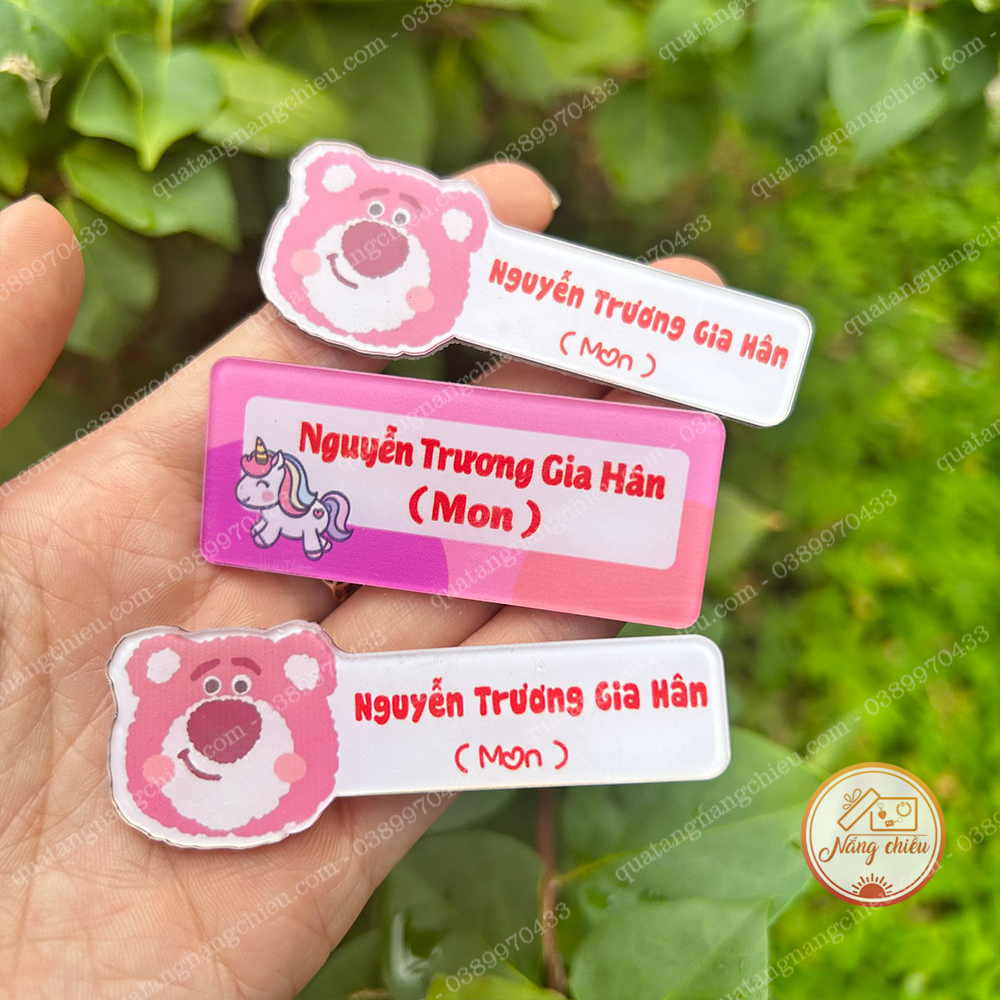 Nguyễn Trương Gia Hân
(Mon)
Nguyễn Trương Gia Hân
(Mon)
Nguyễn Trương Gia Hân
(Mon)
Nắng chiều
quatangnangchieu.com - 0389970433